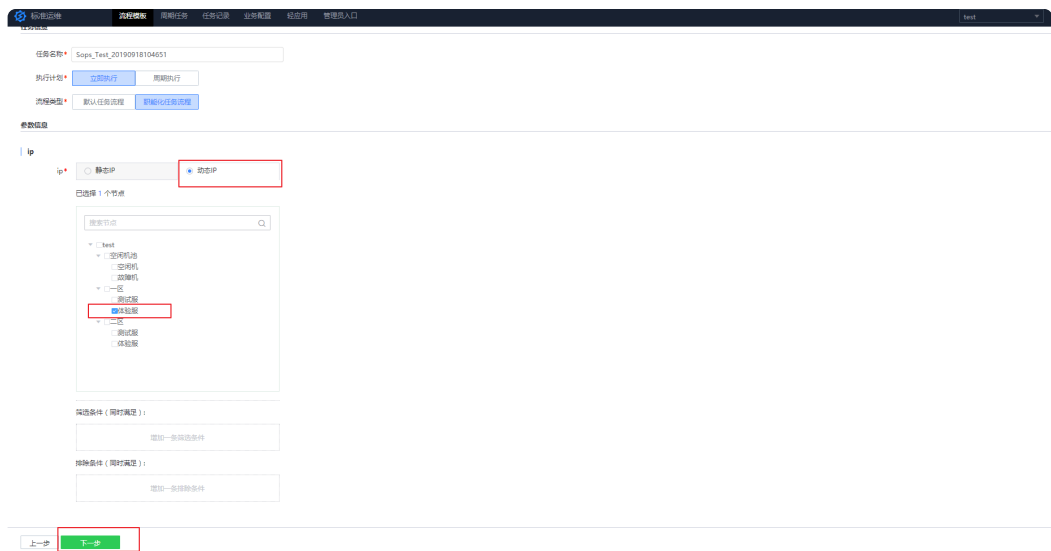 标准运维 流程模板 周期任务 任务记录 业务配置 轻应用 管理员入口 test
任务信息
任务名称* Sops_Test_20190918104651
执行计划* 立即执行 周期执行
流程类型* 默认任务流程 职能化任务流程
参数信息
ip
ip* 静态IP 动态IP
已选择 1 个节点
搜索节点
test
空闲机池
空闲机
故障机
一区
测试服
体验服
二区
测试服
体验服
筛选条件(同时满足):
增加一条筛选条件
排除条件(同时满足):
增加一条排除条件
上一步 下一步